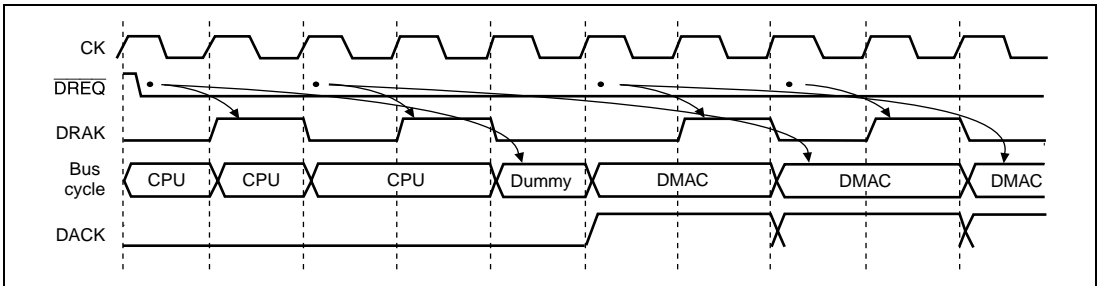 CK
DREQ
DRAK
Bus cycle CPU CPU CPU Dummy DMAC DMAC DMAC
DACK